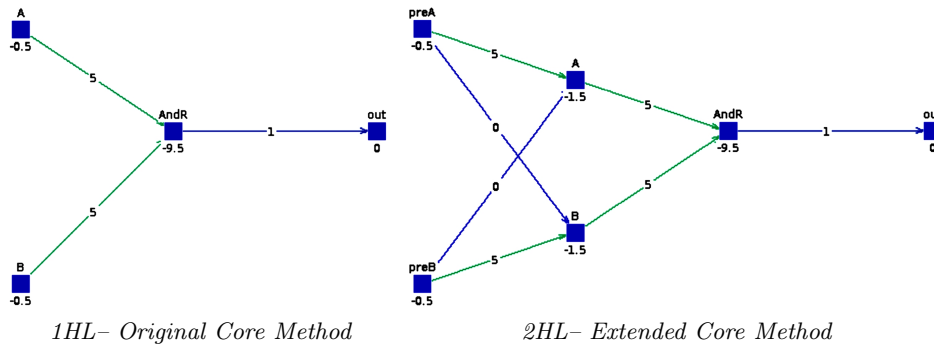 A
-0.5
5
AndR
-9.5
1
out
0
5
B
-0.5
1HL– Original Core Method
preA
-0.5
5
A
-1.5
5
0
AndR
-9.5
1
ou
0
0
5
B
-1.5
5
preB
-0.5
2HL– Extended Core Method